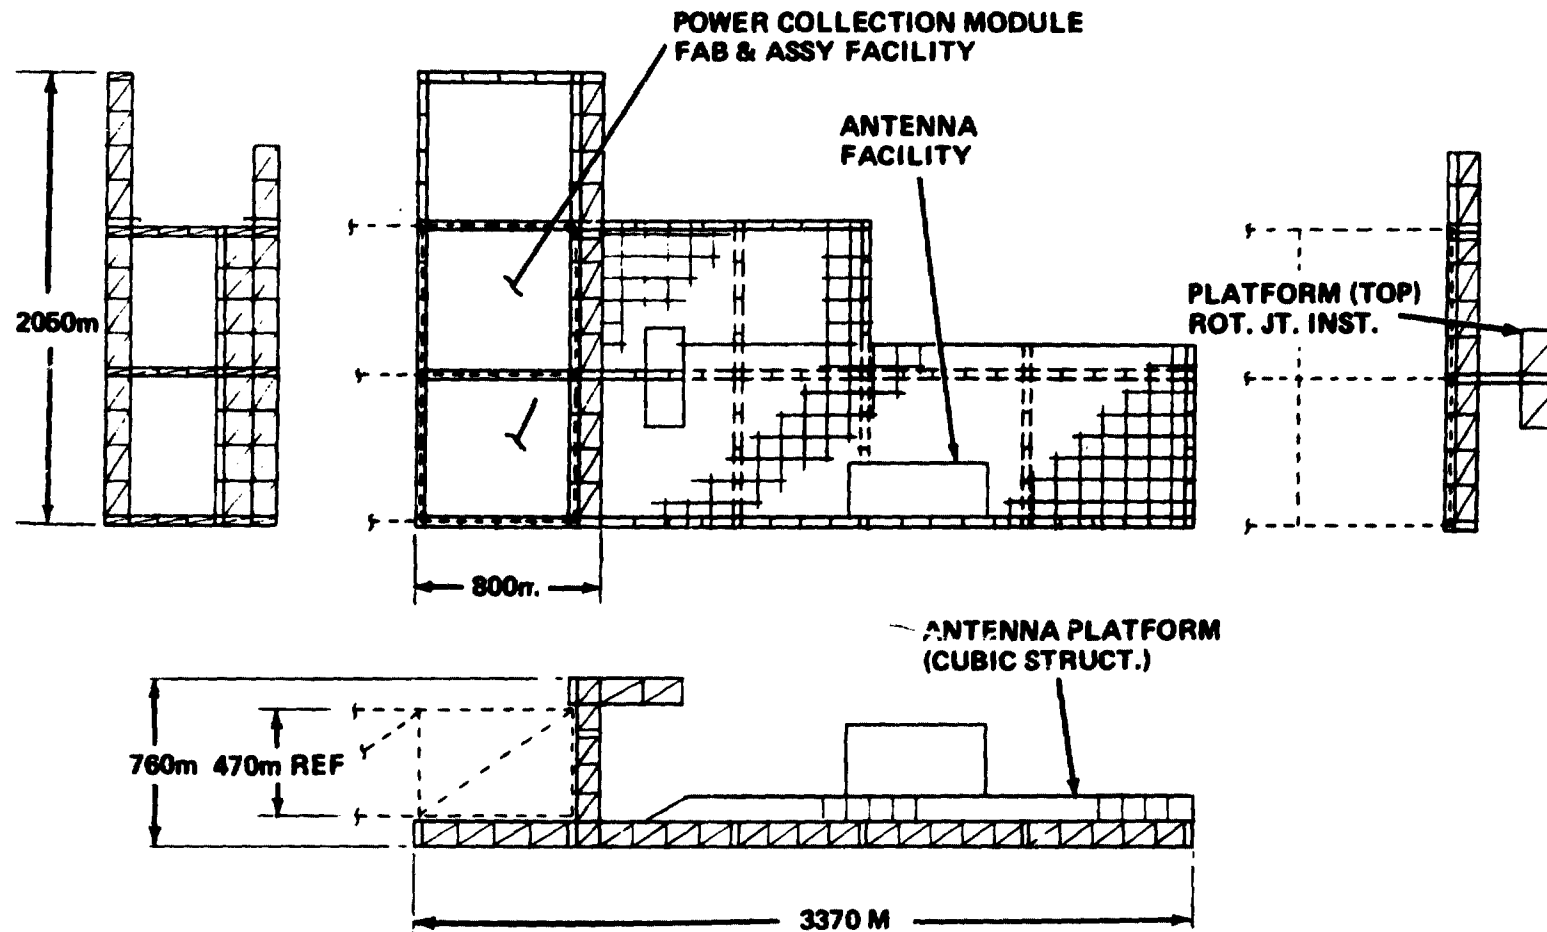 POWER COLLECTION MODULE
FAB & ASSY FACILITY
ANTENNA
FACILITY
2050m
PLATFORM (TOP)
ROT. JT. INST.
800m.
ANTENNA PLATFORM
(CUBIC STRUCT.)
760m 470m REF
3370 M